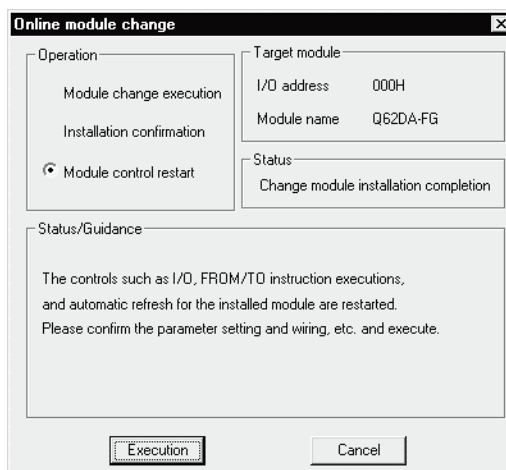 Online module change
Operation
Module change execution
Installation confirmation
Module control restart
Target module
I/O address 000H
Module name Q62DA-FG
Status
Change module installation completion
Status/Guidance
The controls such as I/O, FROM/TO instruction executions,
and automatic refresh for the installed module are restarted.
Please confirm the parameter setting and wiring, etc. and execute.
Execution Cancel